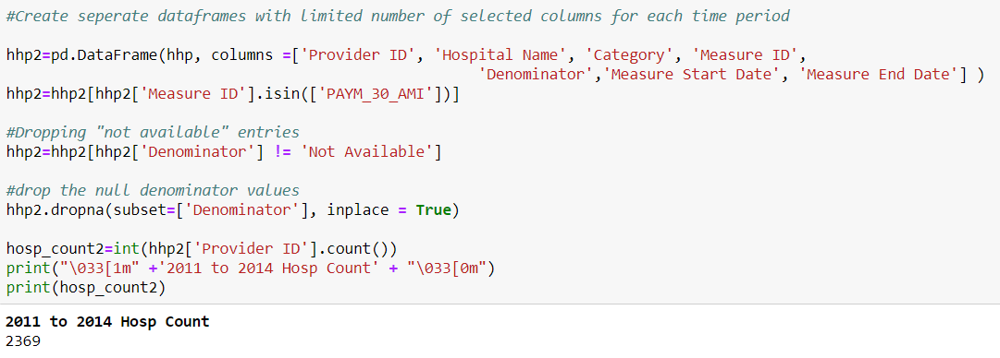 #Create seperate dataframes with limited number of selected columns for each time period
hhp2=pd.DataFrame(hhp, columns =['Provider ID', 'Hospital Name', 'Category', 'Measure ID',
'Denominator','Measure Start Date', 'Measure End Date'] )
hhp2=hhp2[hhp2['Measure ID'].isin(['PAYM_30_AMI'])]
#Dropping "not available" entries
hhp2=hhp2[hhp2['Denominator'] != 'Not Available']
#drop the null denominator values
hhp2.dropna(subset=['Denominator'], inplace = True)
hosp_count2=int(hhp2['Provider ID'].count())
print("\033[1m" +'2011 to 2014 Hosp Count' + "\033[0m")
print(hosp_count2)
2011 to 2014 Hosp Count
2369